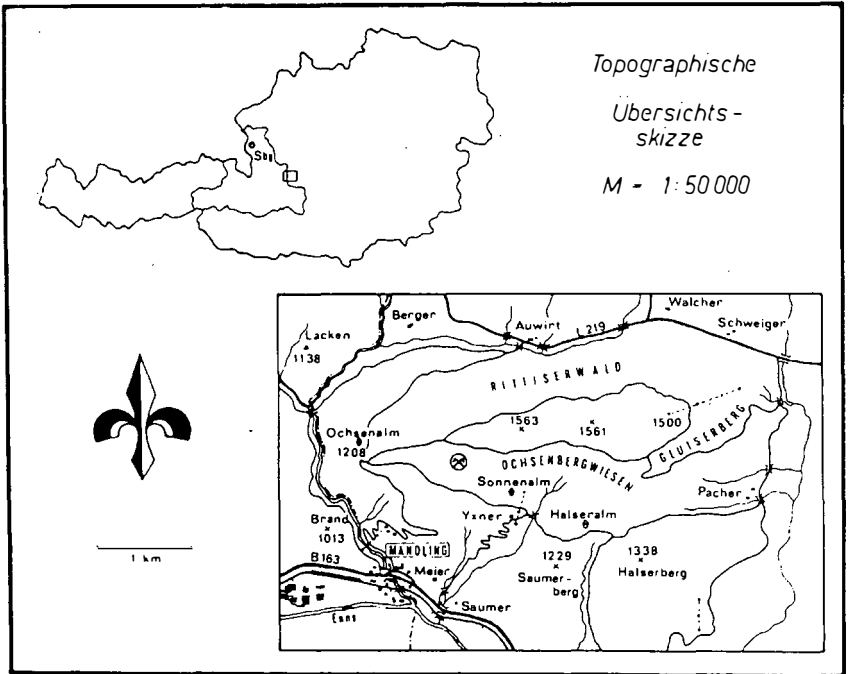 Topographische
Übersichts-
skizze
M - 1:50 000
Sbg
Walcher
Berger
Auwirt
L 219
Schweiger
Lacken
1138
RITTISERWALD
1563
1561
1500
GLUISERBERG
Ochsenalm
1208
OCHSENBERGWIESEN
Sonnenalm
Pacher
Yxner
Halseralm
Brand
1013
MANDLING
B 163
Meier
1229
Saumer-
berg
1338
Halserberg
Saumer
Enns
1 km